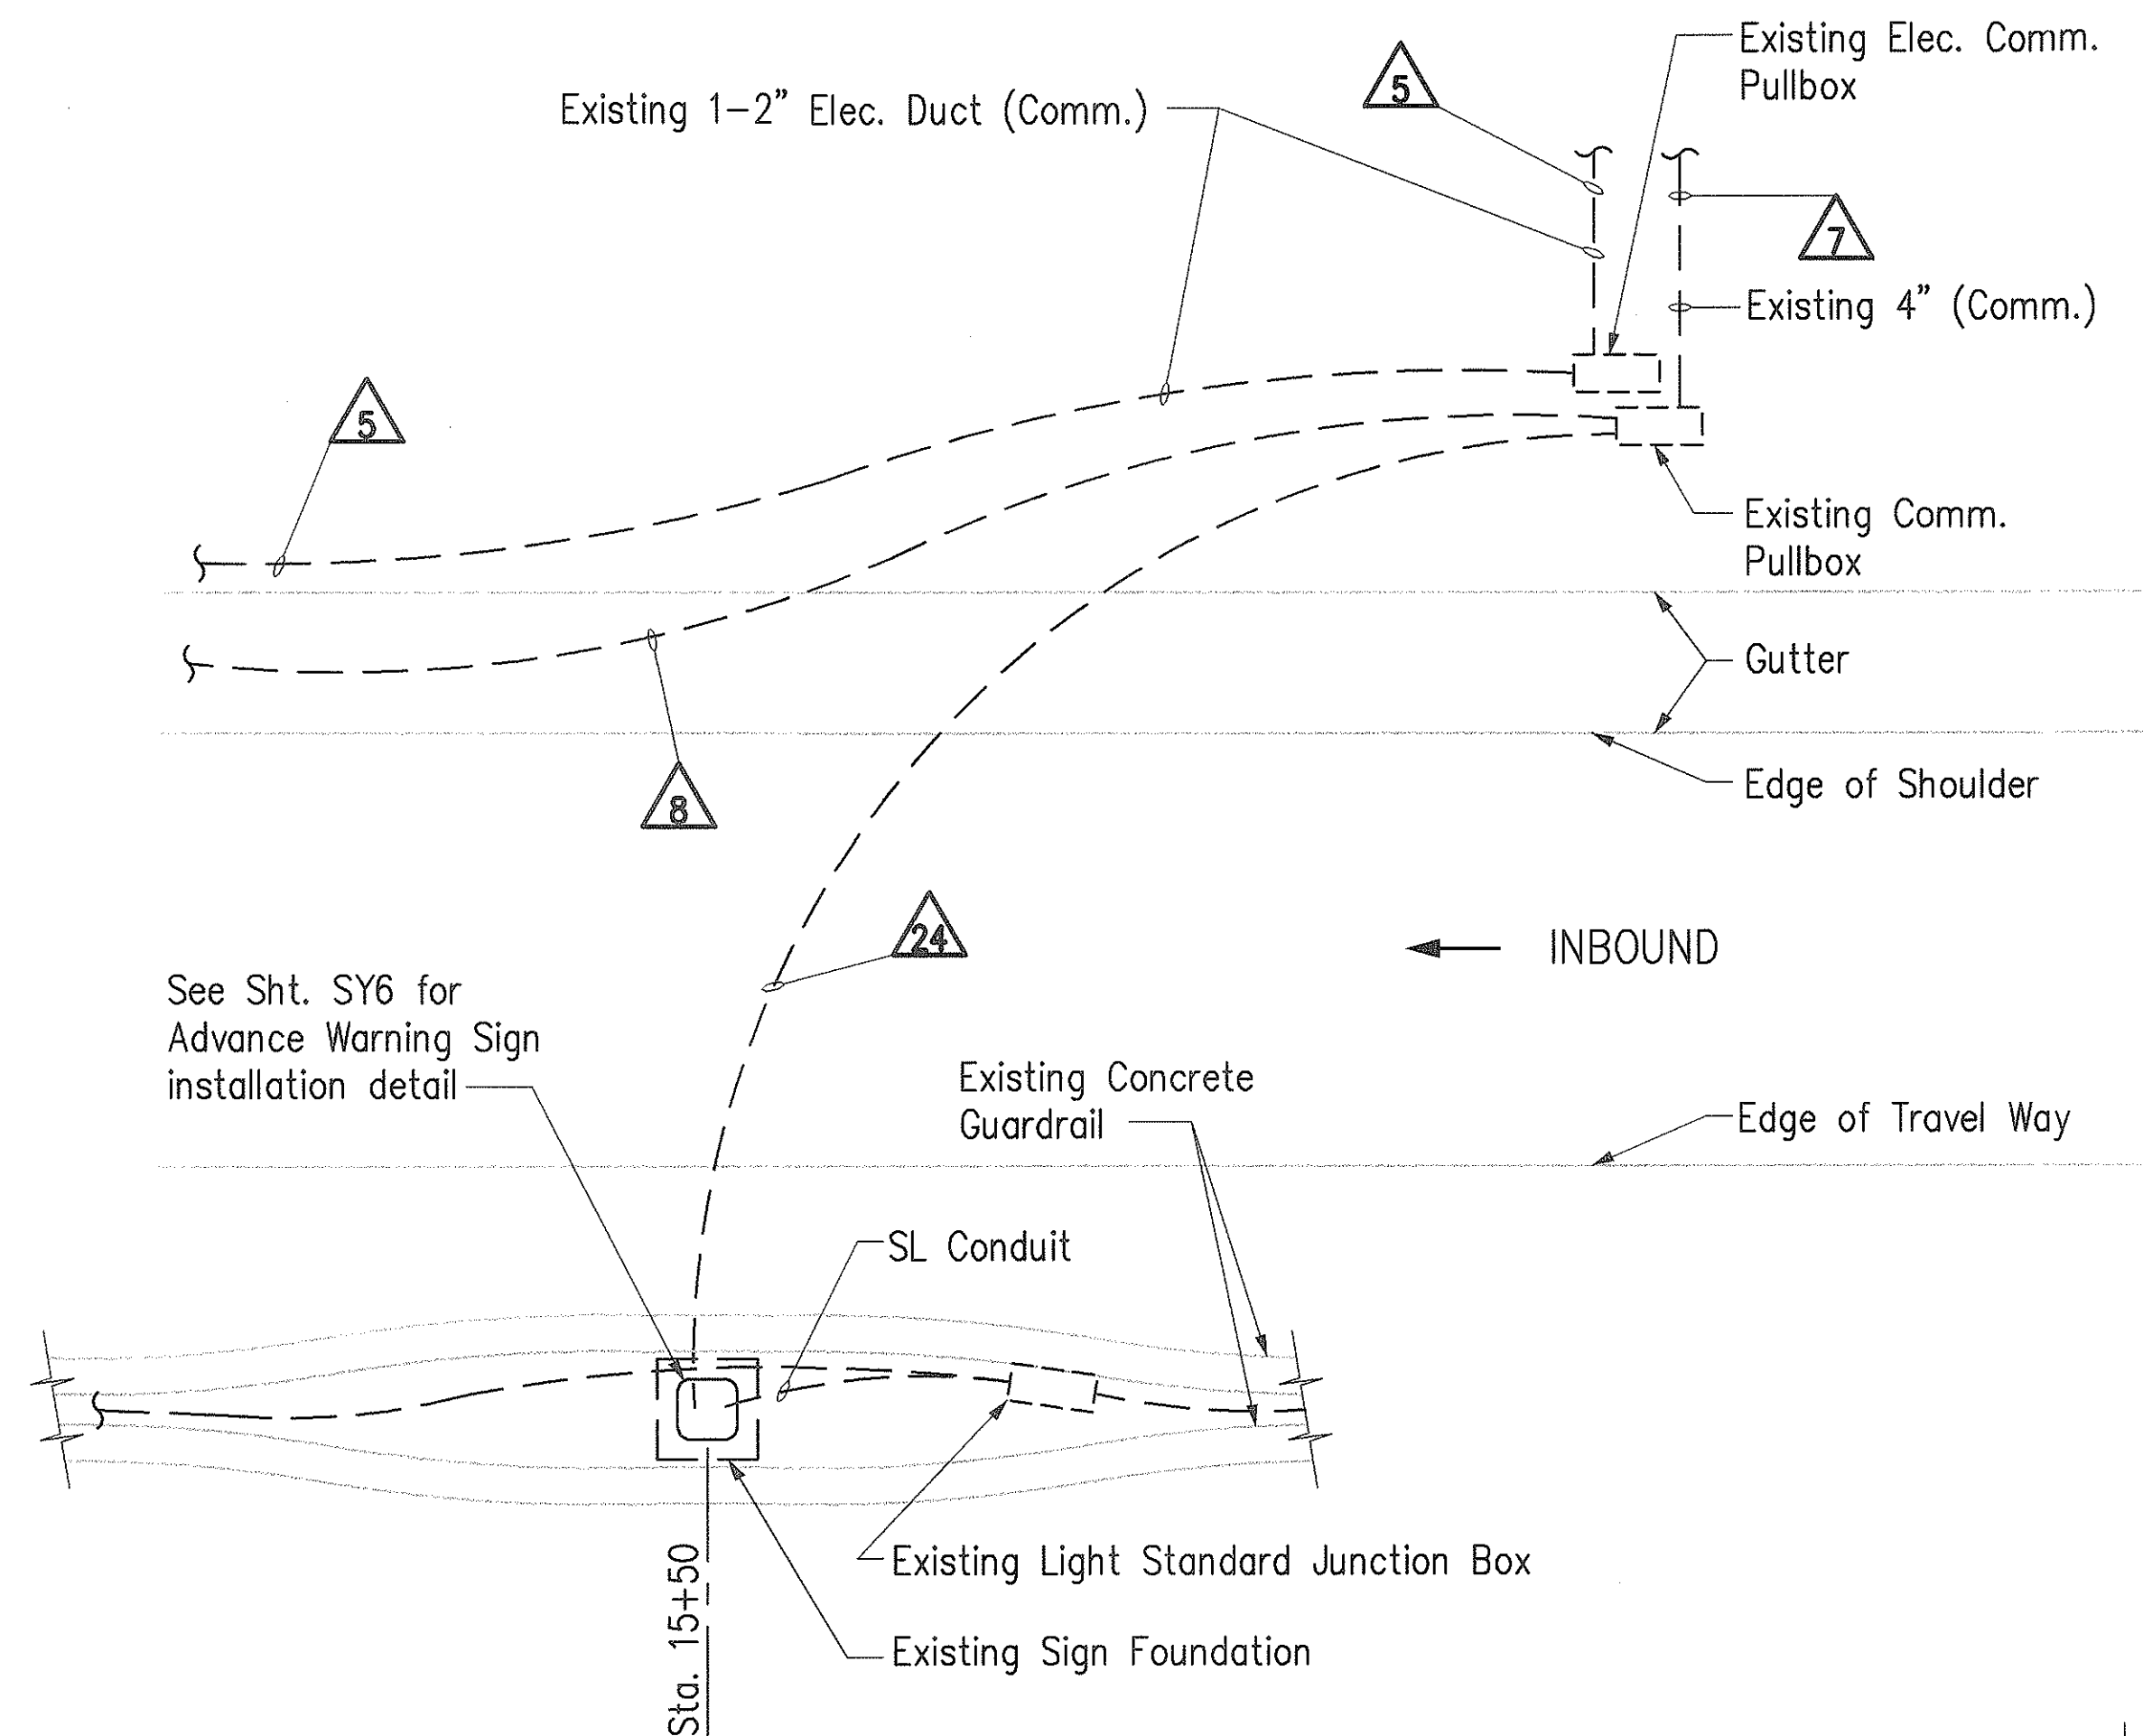 Existing Elec. Comm.
Pullbox
Existing 1-2" Elec. Duct (Comm.)
5
7
Existing 4" (Comm.)
5
Existing Comm.
Pullbox
Gutter
Edge of Shoulder
8
24
INBOUND
See Sht. SY6 for
Advance Warning Sign
installation detail
Existing Concrete
Guardrail
Edge of Travel Way
SL Conduit
Existing Light Standard Junction Box
Existing Sign Foundation
Sta. 15+50